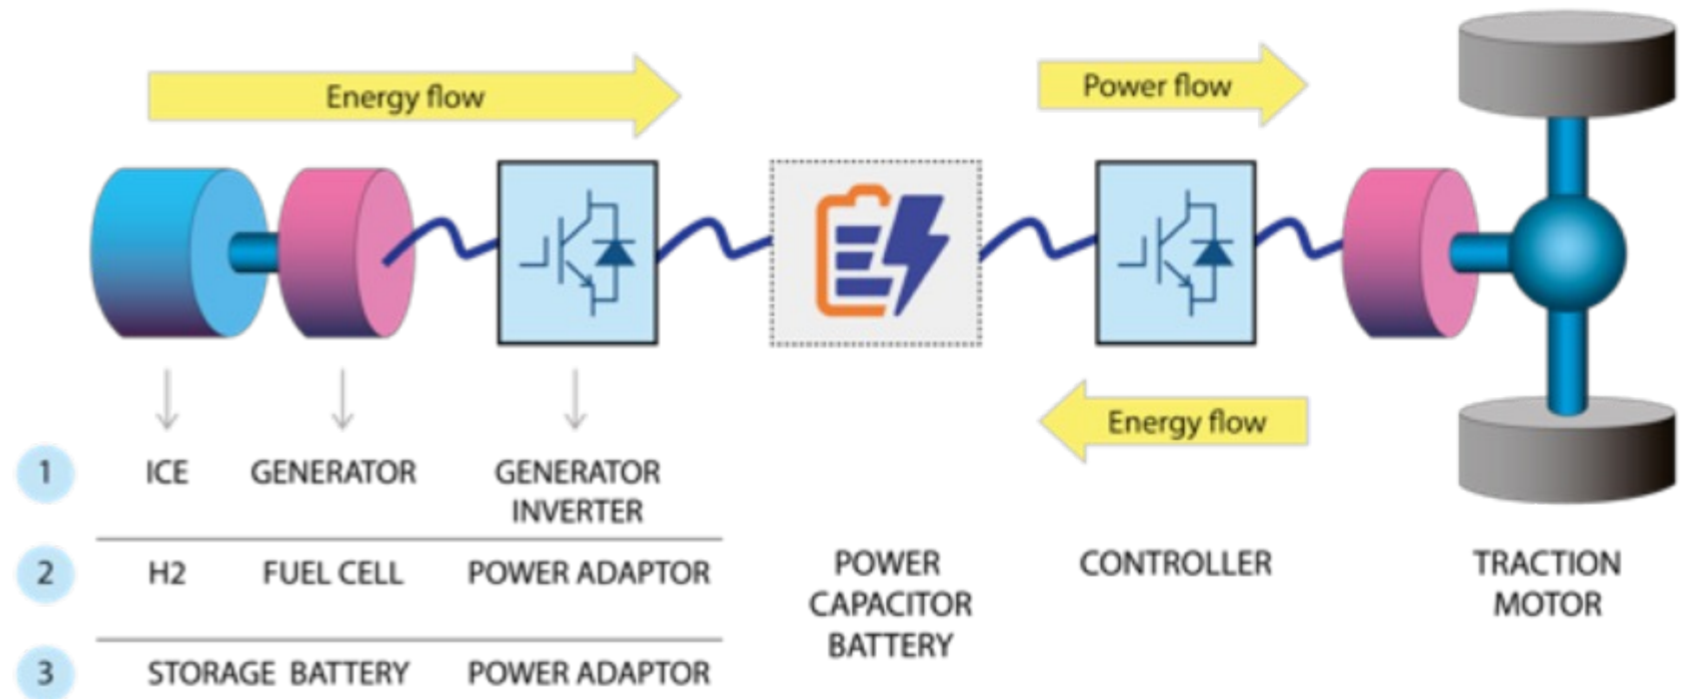 Energy flow
Power flow
Energy flow
1 ICE GENERATOR GENERATOR
INVERTER
2 H2 FUEL CELL POWER ADAPTOR
3 STORAGE BATTERY POWER ADAPTOR
POWER
CAPACITOR
BATTERY
CONTROLLER
TRACTION
MOTOR